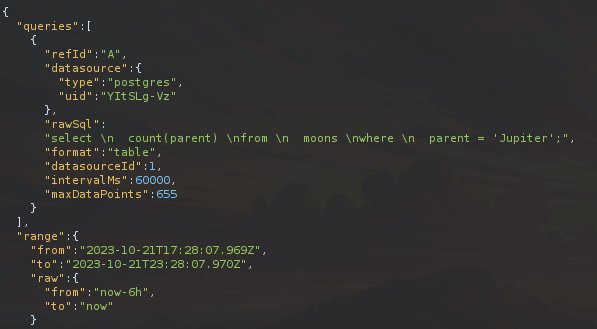 {
  "queries":[
    {
      "refId":"A",
      "datasource":{
        "type":"postgres",
        "uid":"YItSLg-Vz"
      },
      "rawSql":
      "select \n  count(parent) \nfrom \n  moons \nwhere \n  parent = 'Jupiter';",
      "format":"table",
      "datasourceId":1,
      "intervalMs":60000,
      "maxDataPoints":655
    }
  ],
  "range":{
    "from":"2023-10-21T17:28:07.969Z",
    "to":"2023-10-21T23:28:07.970Z",
    "raw":{
      "from":"now-6h",
      "to":"now"
    }